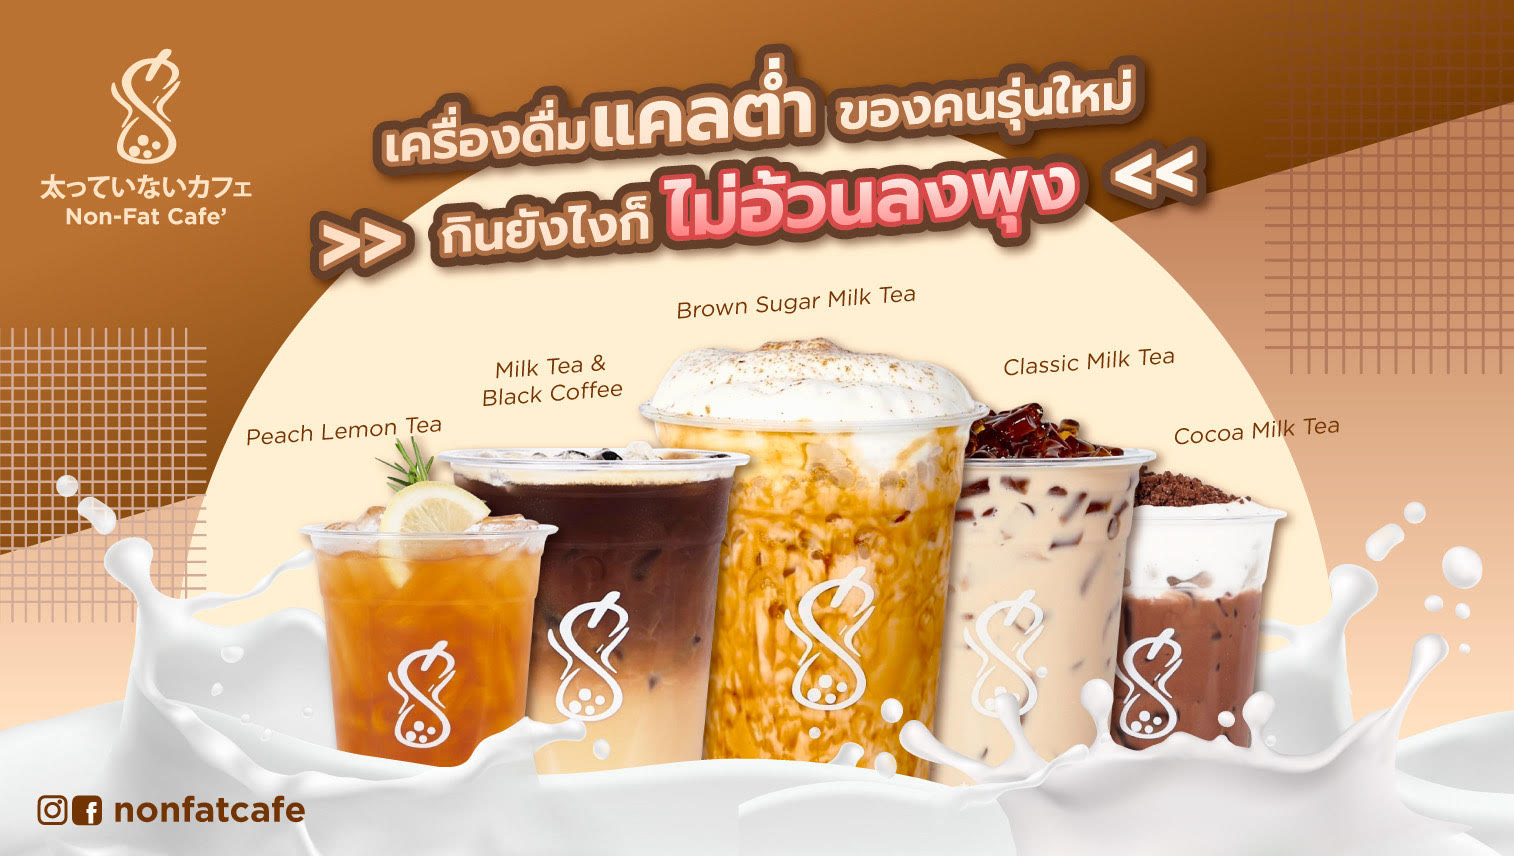 太っていないカフェ
Non-Fat Cafe’
เครื่องดื่มแคลต่ำ ของคนรุ่นใหม่
>> กินยังไงก็ ไม่อ้วนลงพุง <<
Brown Sugar Milk Tea
Milk Tea &
Black Coffee
Classic Milk Tea
Peach Lemon Tea
Cocoa Milk Tea
nonfatcafe